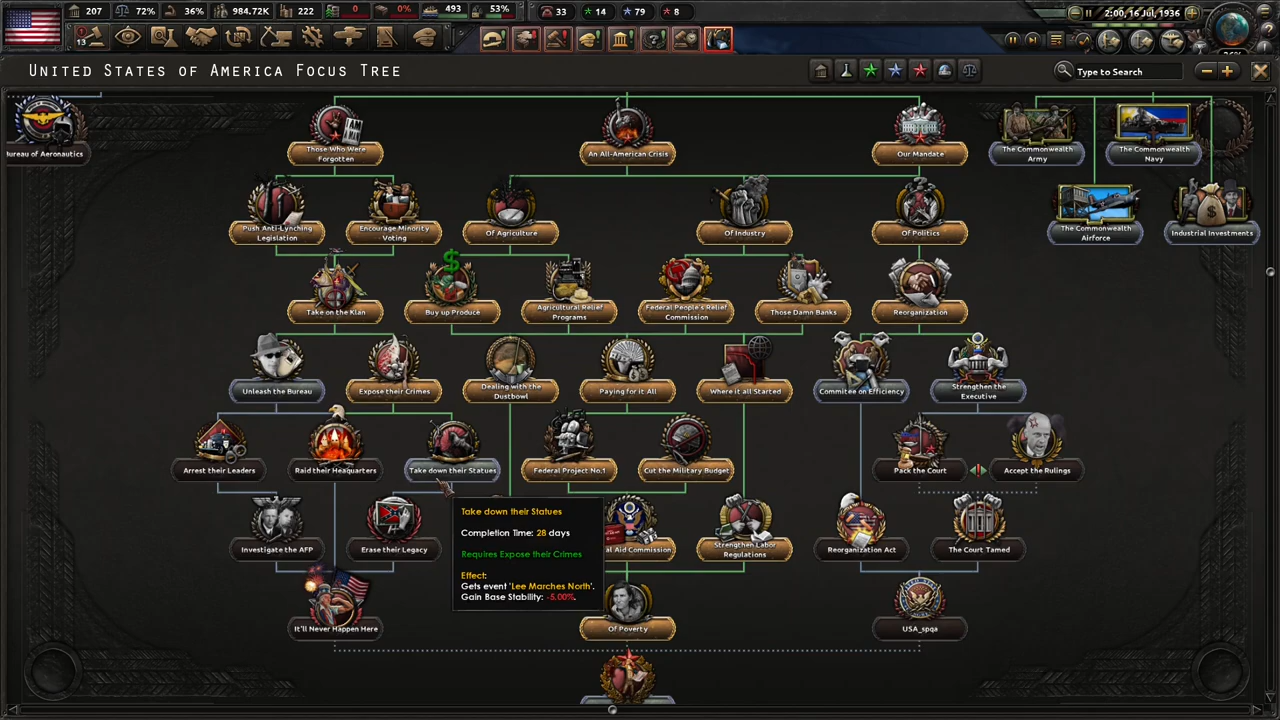 207 72% 36% 984.72K 222 0 0% 493 53% 33 14 79 8 2:00, 16 Jul, 1936
13
United States of America Focus Tree
Type to Search
Bureau of Aeronautics
Those Who Were
Forgotten
An All-American Crisis
Our Mandate
The Commonwealth
Army
The Commonwealth
Navy
Push Anti-Lynching
Legislation
Encourage Minority
Voting
Of Agriculture
Of Industry
Of Politics
The Commonwealth
Airforce
Industrial Investments
Take on the Klan
Buy up Produce
Agricultural Relief
Programs
Federal People's Relief
Commission
Those Damn Banks
Reorganization
Unleash the Bureau
Expose their Crimes
Dealing with the
Dustbowl
Paying for it All
Where it all Started
Commitee on Efficiency
Strengthen the
Executive
Arrest their Leaders
Raid their Heaquarters
Take down their Statues
Federal Project No.1
Cut the Military Budget
Pack the Court
Accept the Rulings
Take down their Statues
Completion Time: 28 days
Requires Expose their Crimes
Effect:
Gets event 'Lee Marches North'.
Gain Base Stability: -5.00%.
Investigate the AFP
Erase their Legacy
al Aid Commission
Strengthen Labor
Regulations
Reorganization Act
The Court Tamed
It'll Never Happen Here
Of Poverty
USA_spqa